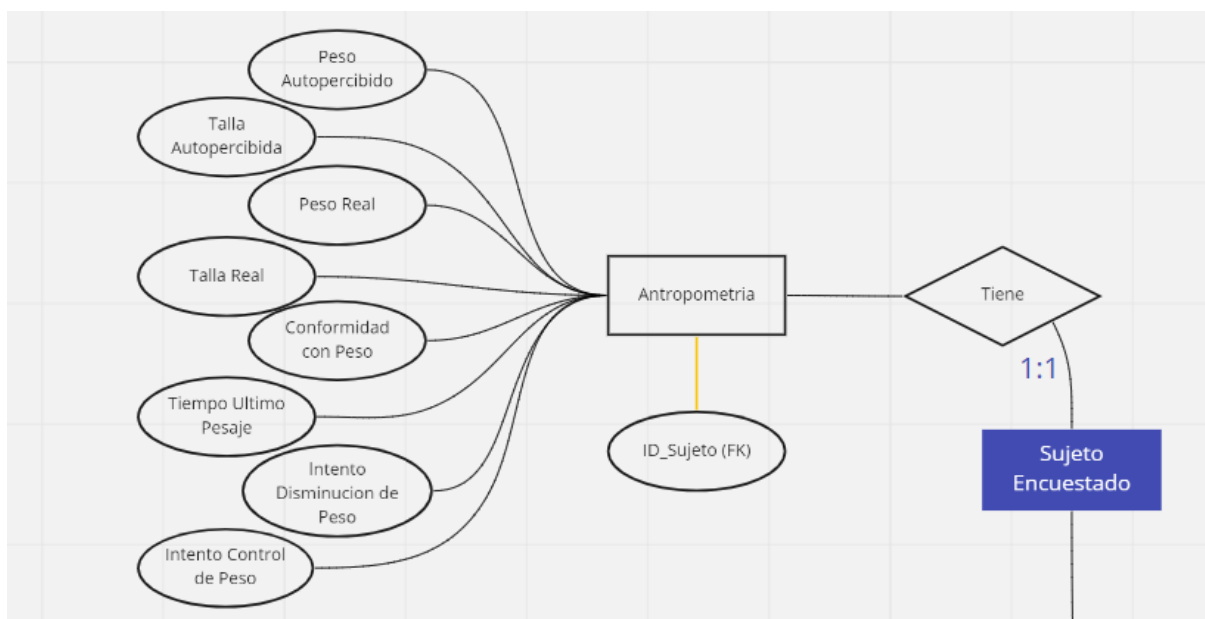 Peso
Autopercibido
Talla
Autopercibida
Peso Real
Talla Real
Conformidad
con Peso
Tiempo Ultimo
Pesaje
Intento
Disminucion de
Peso
Intento Control
de Peso
Antropometria
ID_Sujeto (FK)
Tiene
1:1
Sujeto
Encuestado